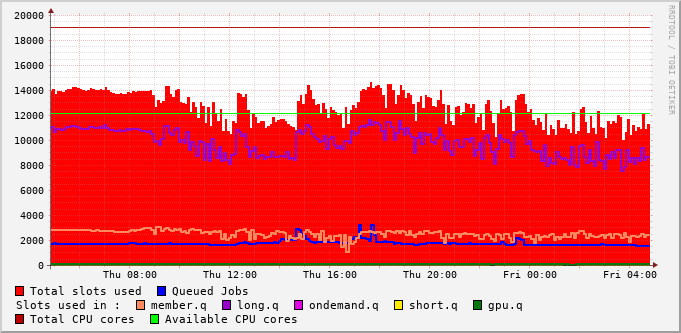 20000
18000
16000
14000
12000
10000
8000
6000
4000
2000
0
Thu 08:00 Thu 12:00 Thu 16:00 Thu 20:00 Fri 00:00 Fri 04:00
RRDTOOL / TOBI OETIKER
Total slots used Queued Jobs
Slots used in : member.q long.q ondemand.q short.q gpu.q
Total CPU cores Available CPU cores